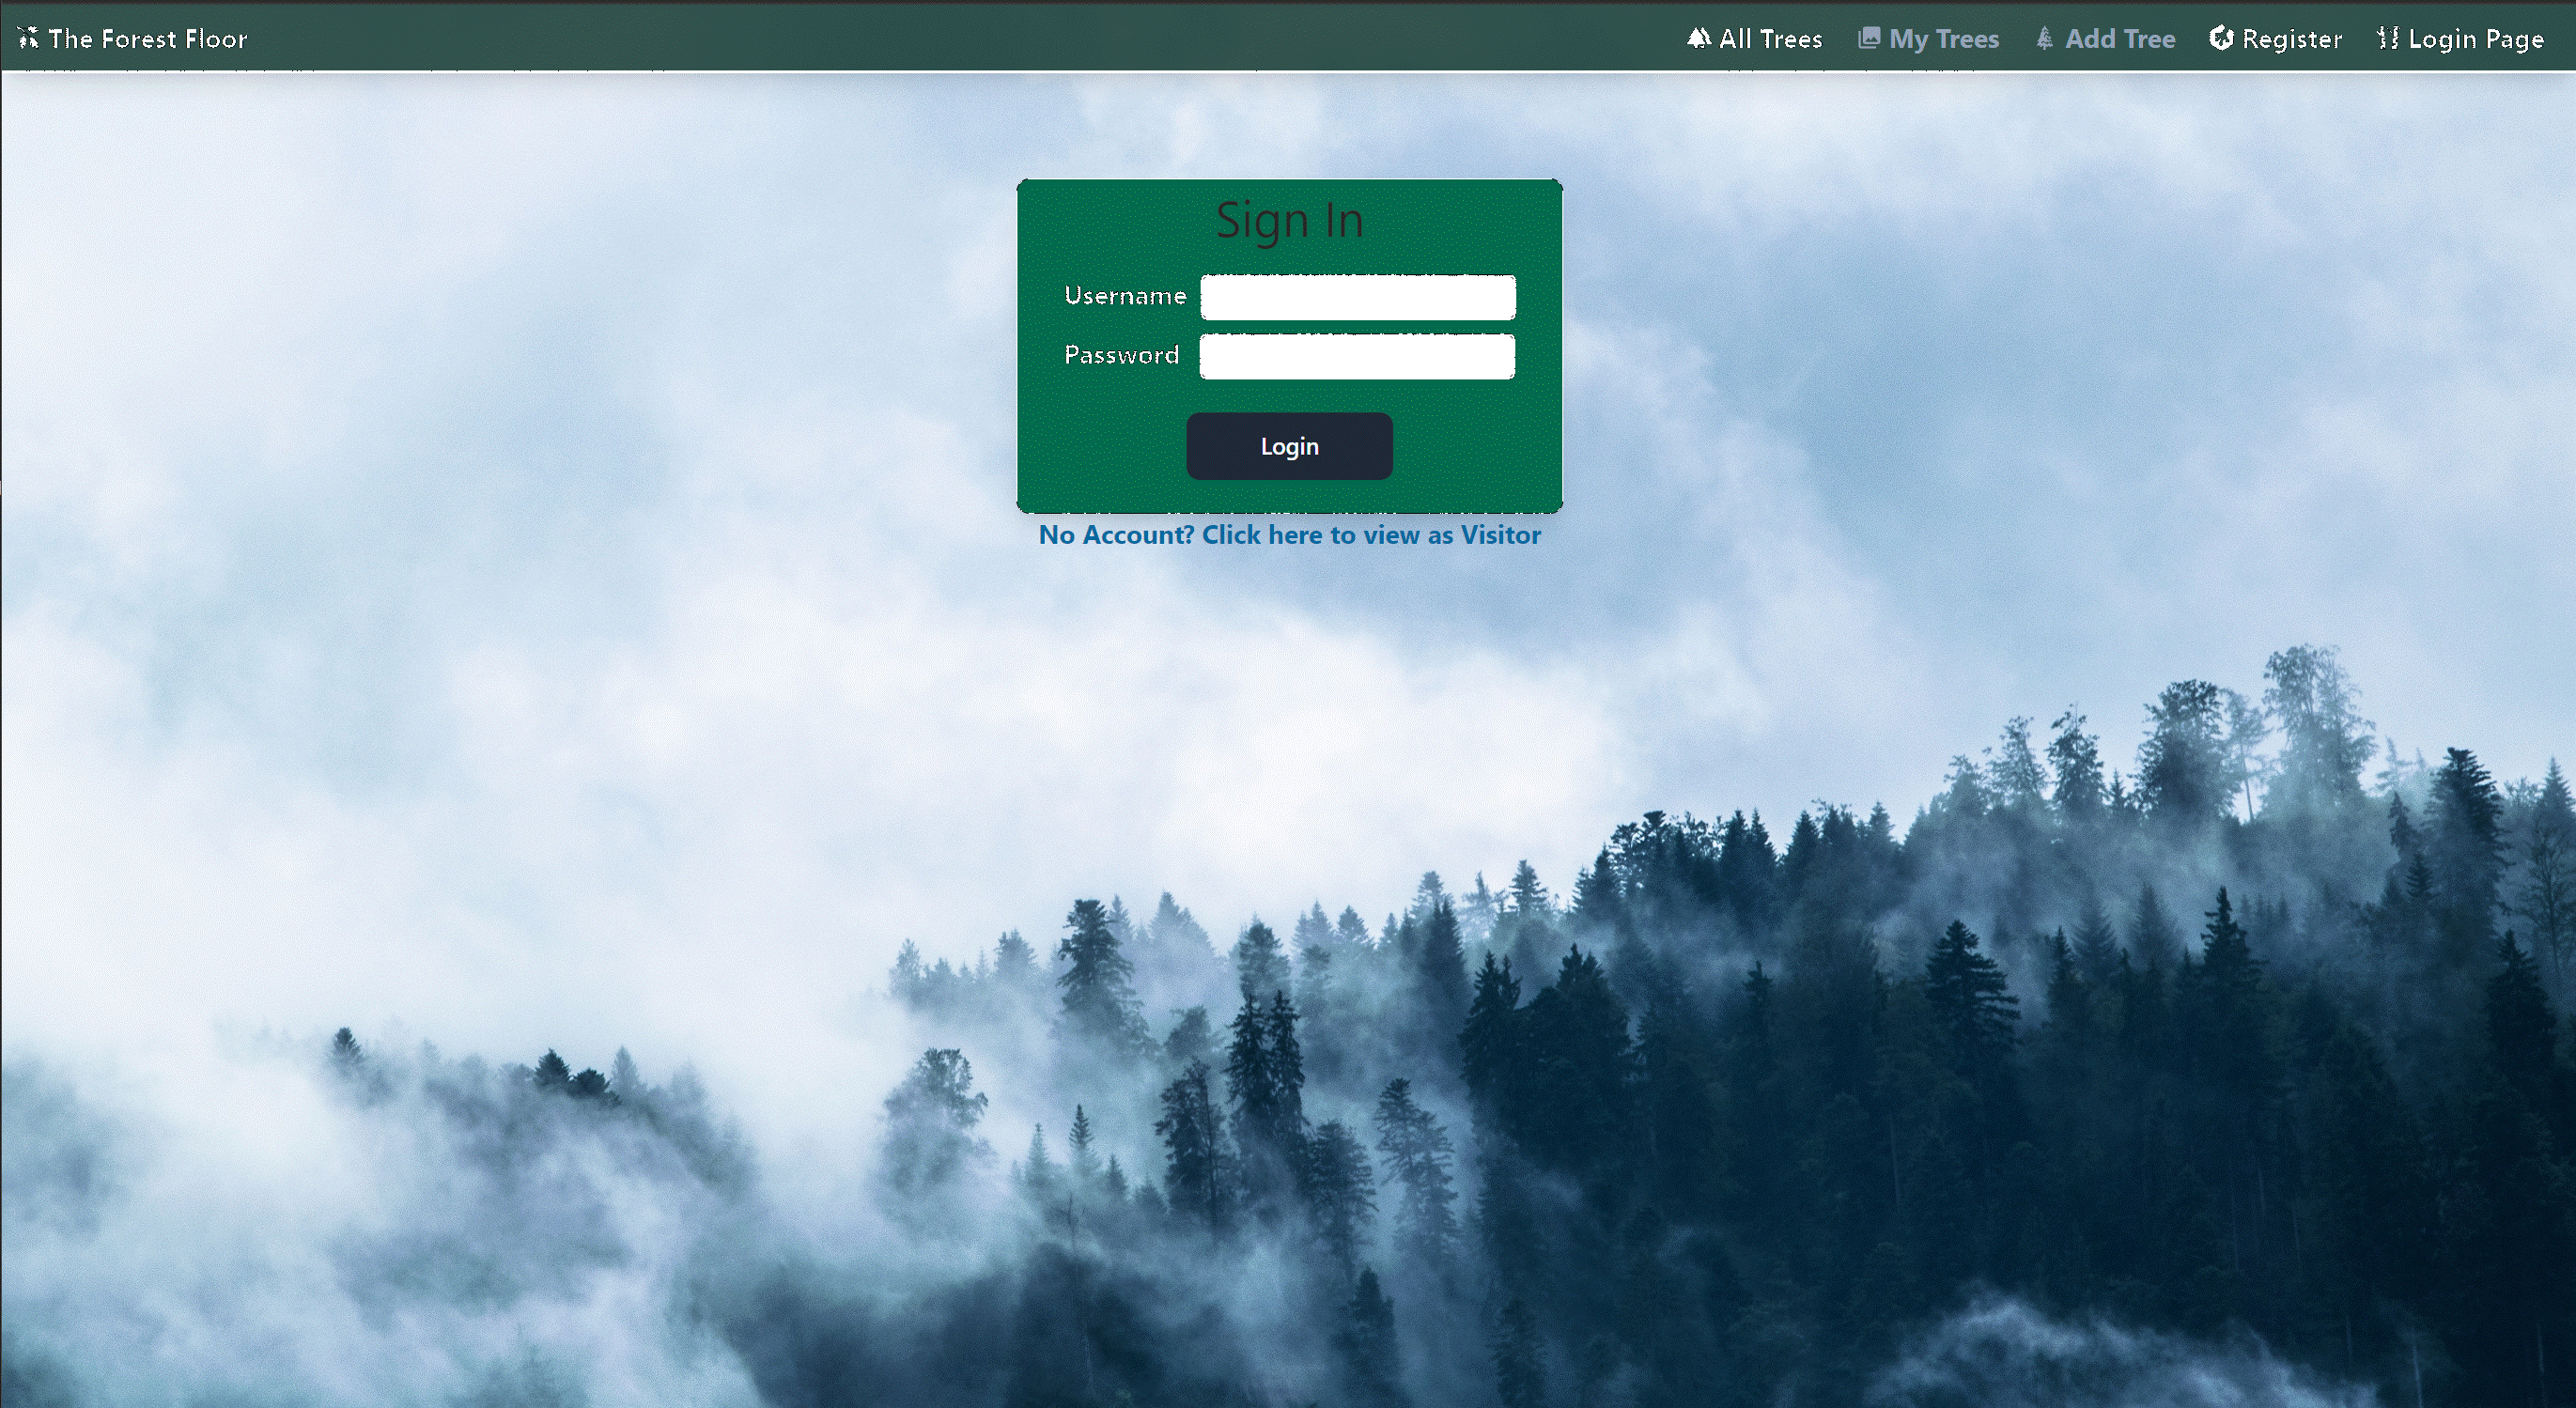 The Forest Floor
All Trees My Trees Add Tree Register Login Page
Sign In
Username
Password
Login
No Account? Click here to view as Visitor